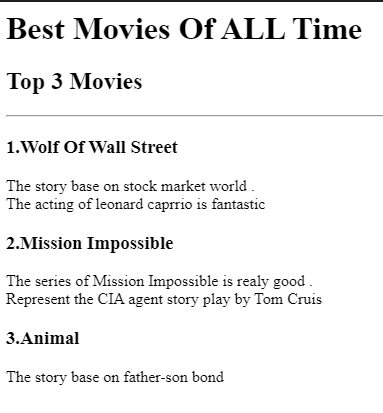 Best Movies Of ALL Time
Top 3 Movies
1.Wolf Of Wall Street
The story base on stock market world .
The acting of leonard caprrio is fantastic
2.Mission Impossible
The series of Mission Impossible is realy good .
Represent the CIA agent story play by Tom Cruis
3.Animal
The story base on father-son bond